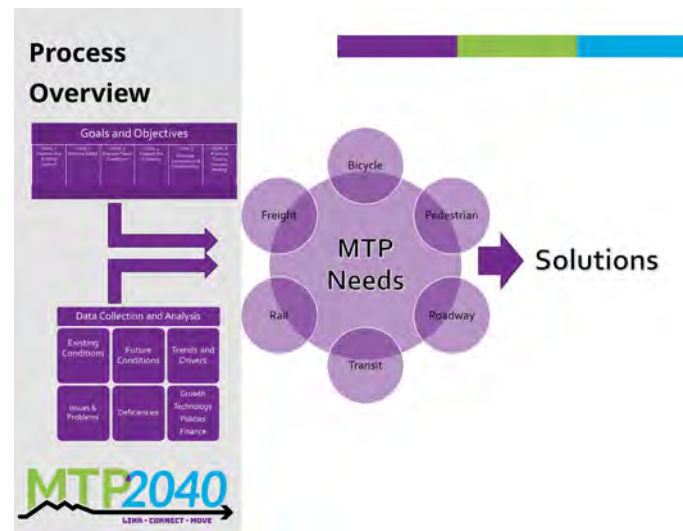 Process
Overview
Goals and Objectives
Bicycle
Freight
Pedestrian
MTP
Needs
Solutions
Rail
Roadway
Transit
Data Collection and Analysis
Existing
Conditions
Future
Conditions
Trends and
Drivers
Issues &
Problems
Deficiencies
Growth
Technology
Policies
Finance
MTP2040
LINK • CONNECT • MOVE